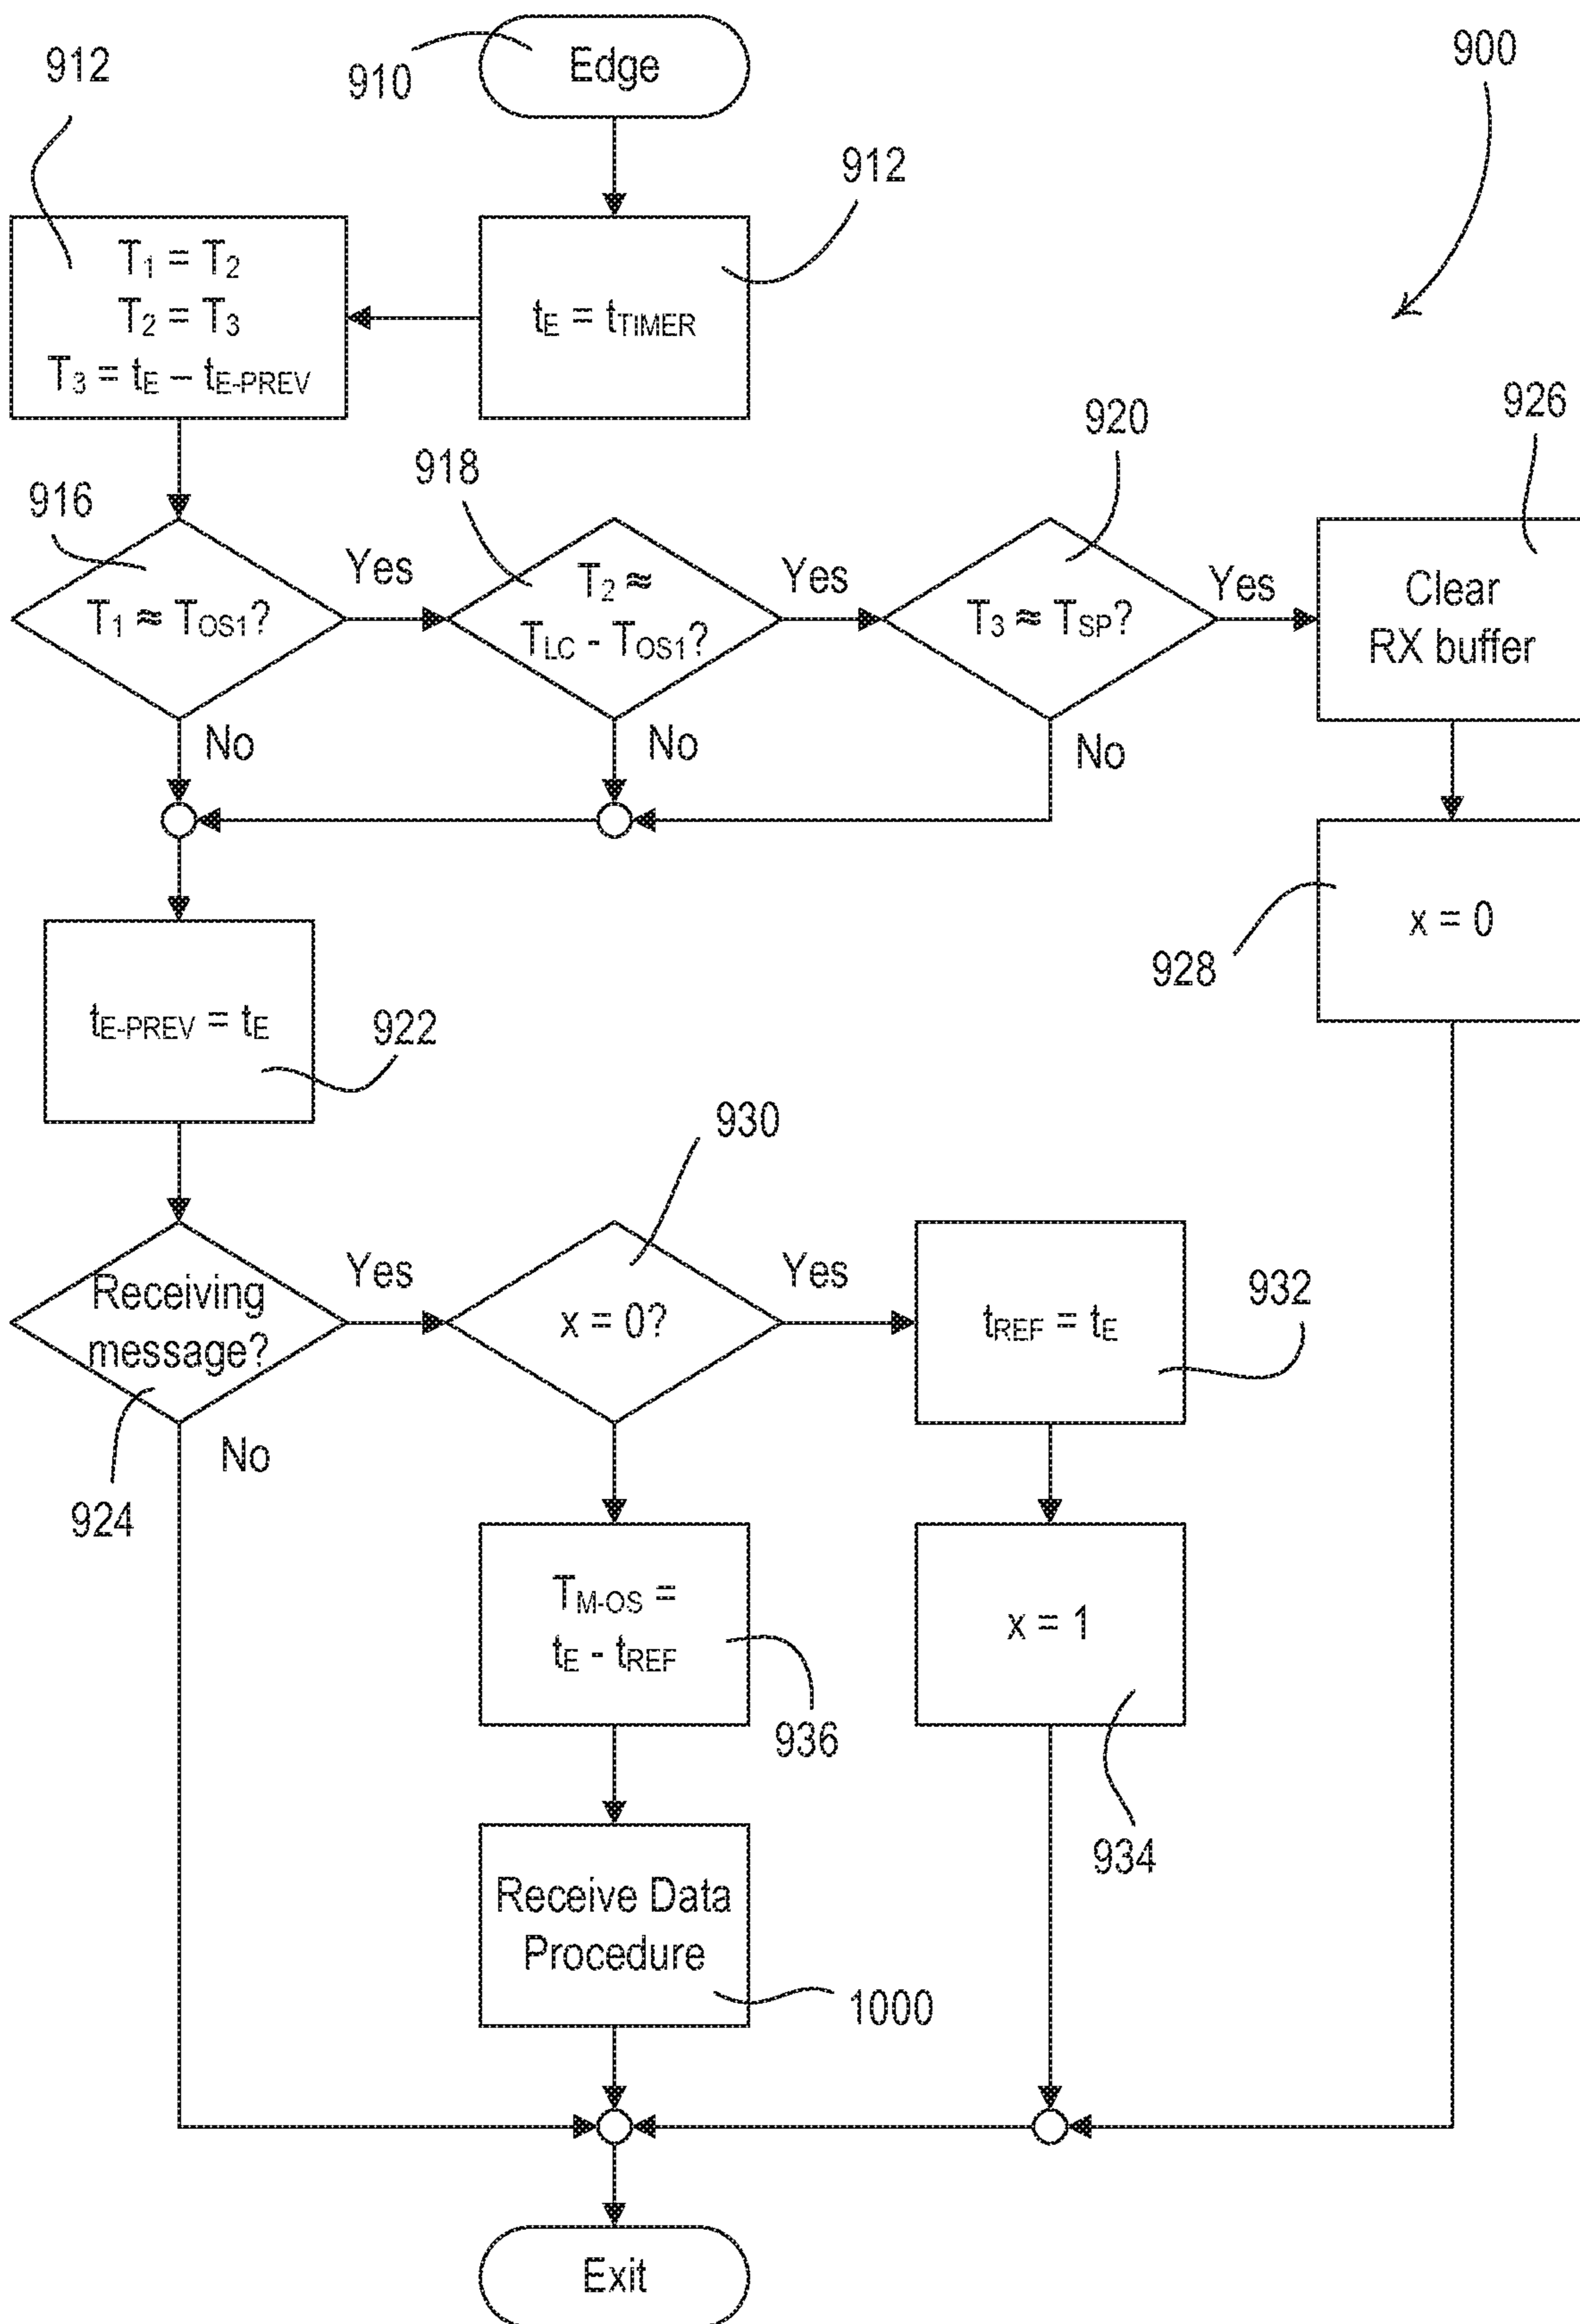 Edge
910
912
900
912
T₁ = T₂
T₂ = T₃
T₃ = tE – tE-PREV
tE = tTIMER
926
920
918
916
T₁ ≈ TOS1?
Yes
T₂ ≈
TLC - TOS1?
Yes
T₃ ≈ TSP?
Yes
Clear
RX buffer
No
No
No
x = 0
928
tE-PREV = tE
922
930
Receiving
message?
Yes
x = 0?
Yes
tREF = tE
932
No
924
TM-OS =
tE - tREF
936
x = 1
934
Receive Data
Procedure
1000
Exit